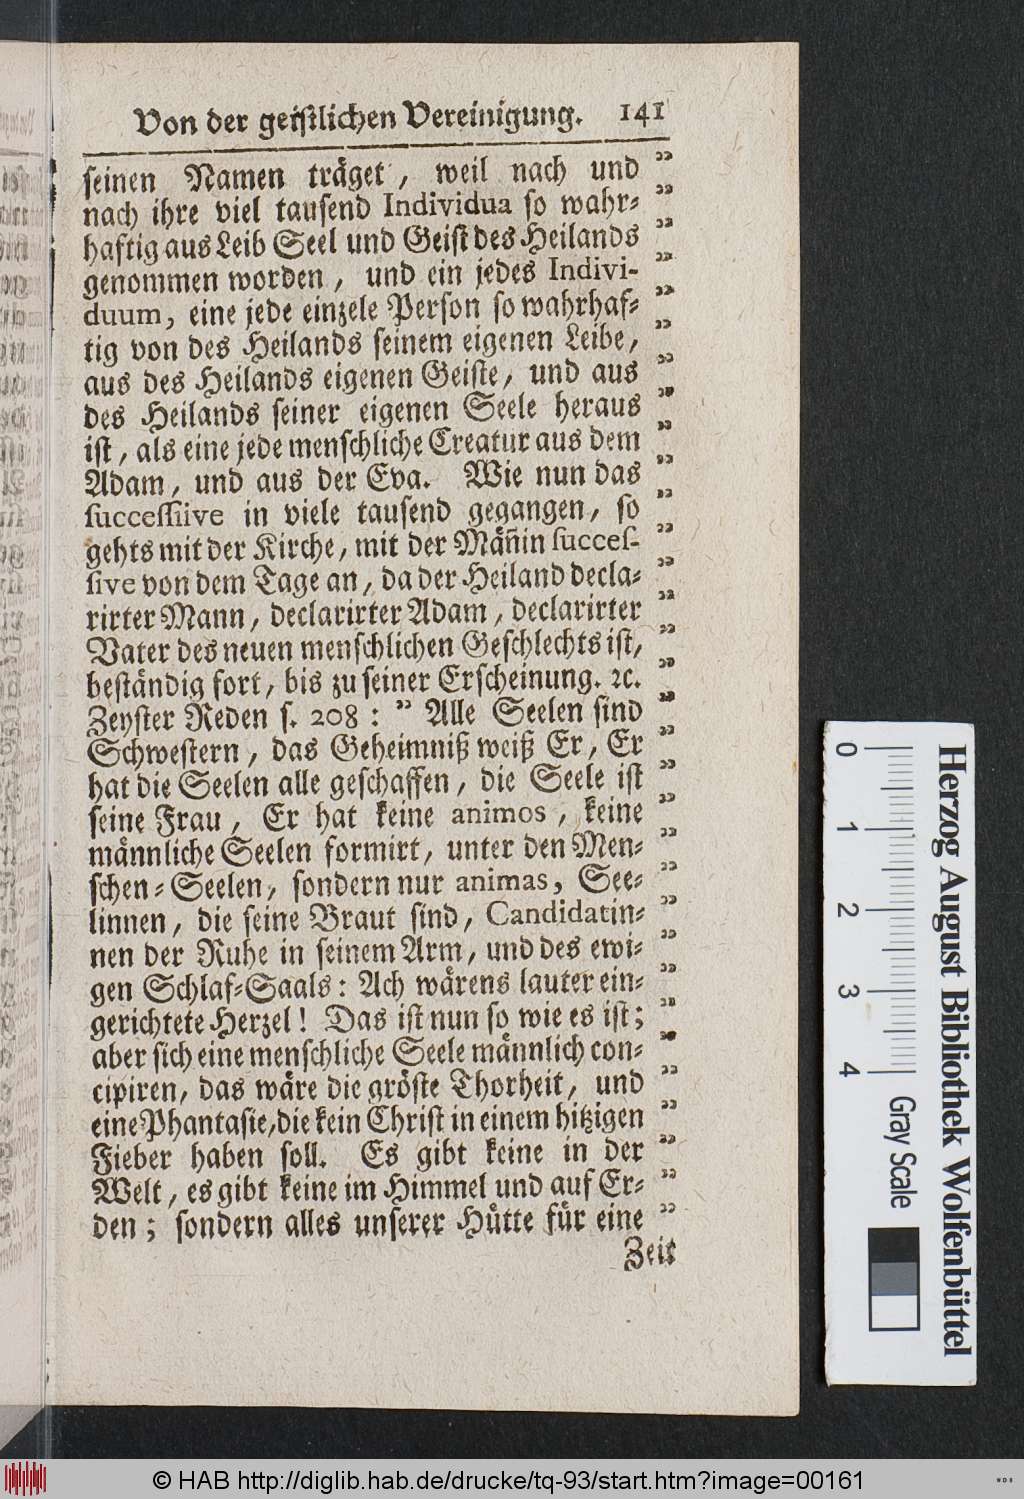 Von der geistlichen Vereinigung. 141
seinen Namen träget, weil nach und "
nach ihre viel tausend Individua so wahr- "
haftig aus Leib Seel und Geist des Heilands "
genommen worden, und ein jedes Indivi- "
duum, eine jede einzele Person so wahrhaf- "
tig von des Heilands seinem eigenen Leibe, "
aus des Heilands eigenen Geiste, und aus "
des Heilands seiner eigenen Seele heraus "
ist, als eine jede menschliche Creatur aus dem "
Adam, und aus der Eva. Wie nun das "
successiive in viele tausend gegangen, so "
gehts mit der Kirche, mit der Mäñin succes- "
sive von dem Tage an, da der Heiland decla- "
rirter Mann, declarirter Adam, declarirter "
Vater des neuen menschlichen Geschlechts ist, "
beständig fort, bis zu seiner Erscheinung. ꝛc. "
Zeyster Reden s. 208 : " Alle Seelen sind "
Schwestern, das Geheimniß weiß Er, Er "
hat die Seelen alle geschaffen, die Seele ist "
seine Frau, Er hat keine animos, keine "
männliche Seelen formirt, unter den Men- "
schen-Seelen, sondern nur animas, See- "
linnen, die seine Braut sind, Candidatin- "
nen der Ruhe in seinem Arm, und des ewi- "
gen Schlaf-Saals: Ach wärens lauter ein- "
gerichtete Herzel! Das ist nun so wie es ist; "
aber sich eine menschliche Seele männlich con- "
cipiren, das wäre die gröste Thorheit, und "
eine Phantasie, die kein Christ in einem hitzigen "
Fieber haben soll. Es gibt keine in der "
Welt, es gibt keine im Himmel und auf Er- "
den; sondern alles unserer Hütte für eine "
Zeit
0 1 2 3 4
Gray Scale
Herzog August Bibliothek Wolfenbüttel
© HAB http://diglib.hab.de/drucke/tq-93/start.htm?image=00161